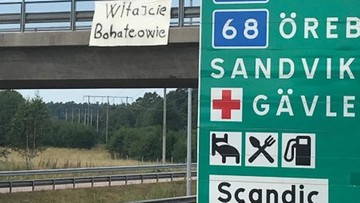 Witajcie
Bohaterowie
68 ÖREB
SANDVIK
GÄVLE
Scandic